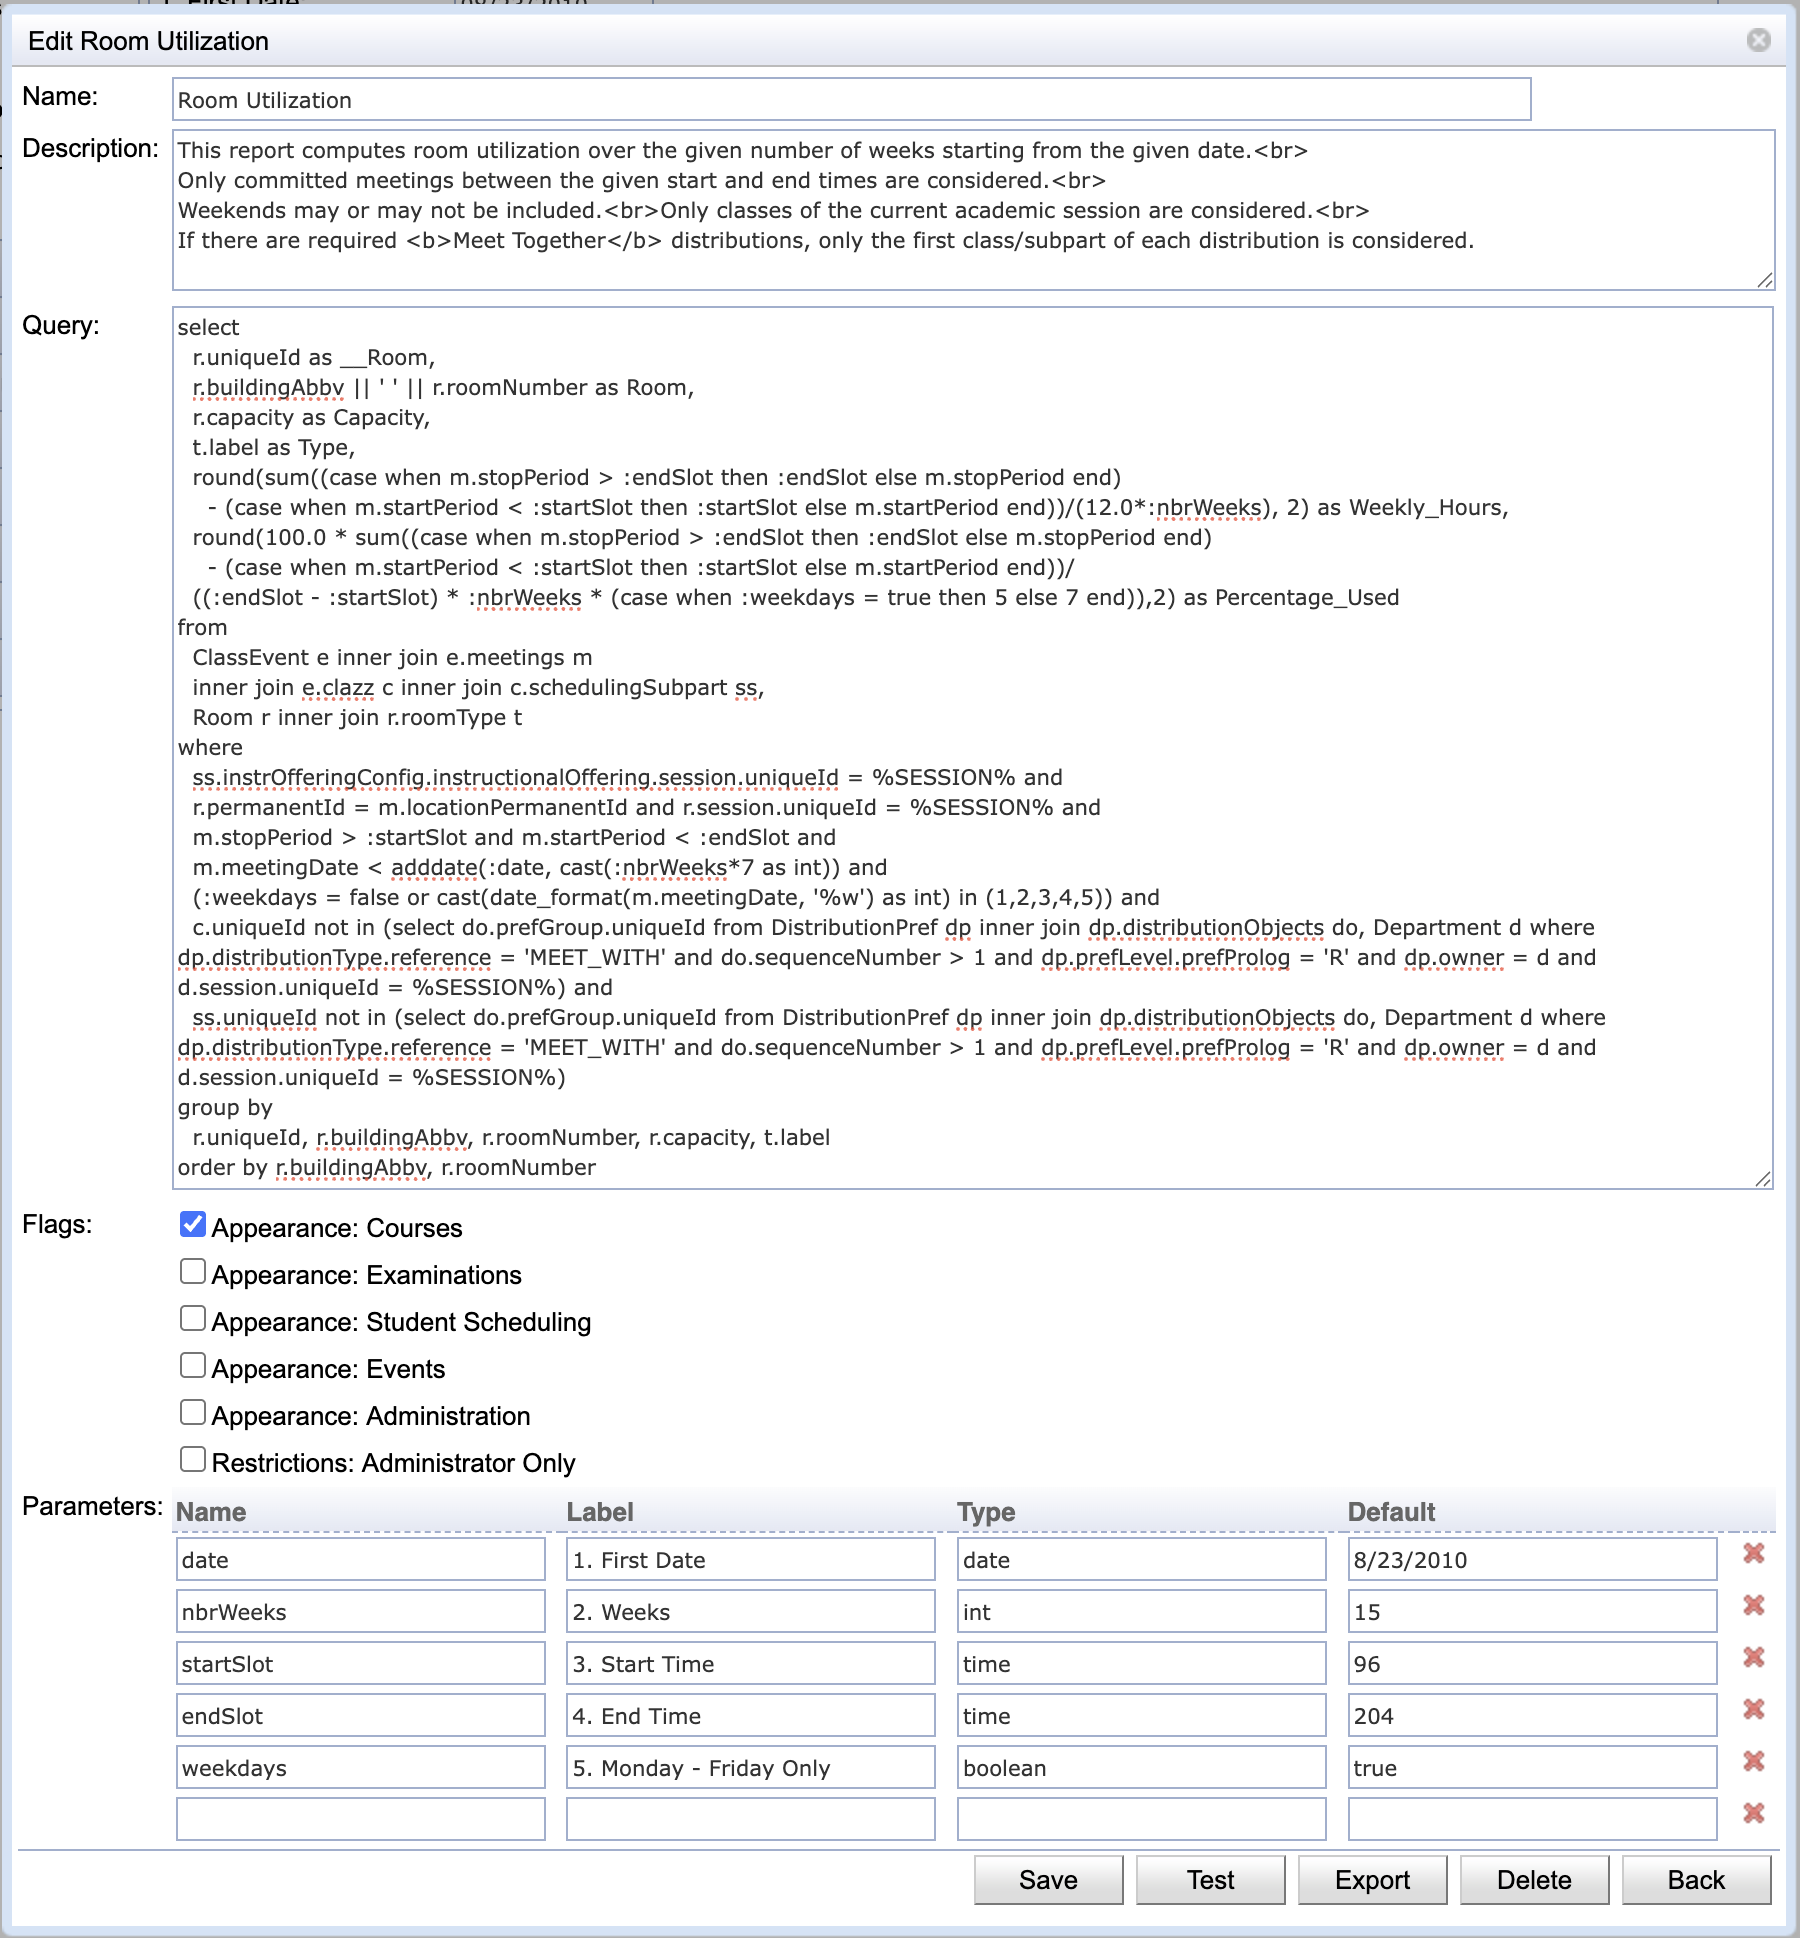 Edit Room Utilization
Name:
Room Utilization
Description:
This report computes room utilization over the given number of weeks starting from the given date.<br>
Only committed meetings between the given start and end times are considered.<br>
Weekends may or may not be included.<br>Only classes of the current academic session are considered.<br>
If there are required <b>Meet Together</b> distributions, only the first class/subpart of each distribution is considered.
Query:
select
r.uniqueId as __Room,
r.buildingAbbv || ' ' || r.roomNumber as Room,
r.capacity as Capacity,
t.label as Type,
round(sum((case when m.stopPeriod > :endSlot then :endSlot else m.stopPeriod end)
- (case when m.startPeriod < :startSlot then :startSlot else m.startPeriod end))/(12.0*:nbrWeeks), 2) as Weekly_Hours,
round(100.0 * sum((case when m.stopPeriod > :endSlot then :endSlot else m.stopPeriod end)
- (case when m.startPeriod < :startSlot then :startSlot else m.startPeriod end))/
((:endSlot - :startSlot) * :nbrWeeks * (case when :weekdays = true then 5 else 7 end)),2) as Percentage_Used
from
ClassEvent e inner join e.meetings m
inner join e.clazz c inner join c.schedulingSubpart ss,
Room r inner join r.roomType t
where
ss.instrOfferingConfig.instructionalOffering.session.uniqueId = %SESSION% and
r.permanentId = m.locationPermanentId and r.session.uniqueId = %SESSION% and
m.stopPeriod > :startSlot and m.startPeriod < :endSlot and
m.meetingDate < adddate(:date, cast(:nbrWeeks*7 as int)) and
(:weekdays = false or cast(date_format(m.meetingDate, '%w') as int) in (1,2,3,4,5)) and
c.uniqueId not in (select do.prefGroup.uniqueId from DistributionPref dp inner join dp.distributionObjects do, Department d where
dp.distributionType.reference = 'MEET_WITH' and do.sequenceNumber > 1 and dp.prefLevel.prefProlog = 'R' and dp.owner = d and
d.session.uniqueId = %SESSION%) and
ss.uniqueId not in (select do.prefGroup.uniqueId from DistributionPref dp inner join dp.distributionObjects do, Department d where
dp.distributionType.reference = 'MEET_WITH' and do.sequenceNumber > 1 and dp.prefLevel.prefProlog = 'R' and dp.owner = d and
d.session.uniqueId = %SESSION%)
group by
r.uniqueId, r.buildingAbbv, r.roomNumber, r.capacity, t.label
order by r.buildingAbbv, r.roomNumber
Flags:
Appearance: Courses
Appearance: Examinations
Appearance: Student Scheduling
Appearance: Events
Appearance: Administration
Restrictions: Administrator Only
Parameters: Name Label Type Default
date 1. First Date date 8/23/2010
nbrWeeks 2. Weeks int 15
startSlot 3. Start Time time 96
endSlot 4. End Time time 204
weekdays 5. Monday - Friday Only boolean true
Save Test Export Delete Back